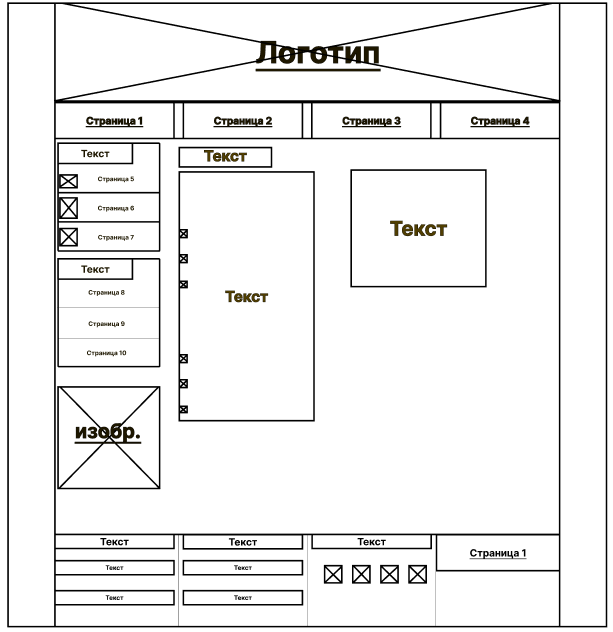 Логотип
Страница 1
Страница 2
Страница 3
Страница 4
Текст
Страница 5
Страница 6
Страница 7
Текст
Страница 8
Страница 9
Страница 10
изобр.
Текст
Текст
Текст
Текст
Текст
Текст
Текст
Текст
Текст
Текст
Страница 1